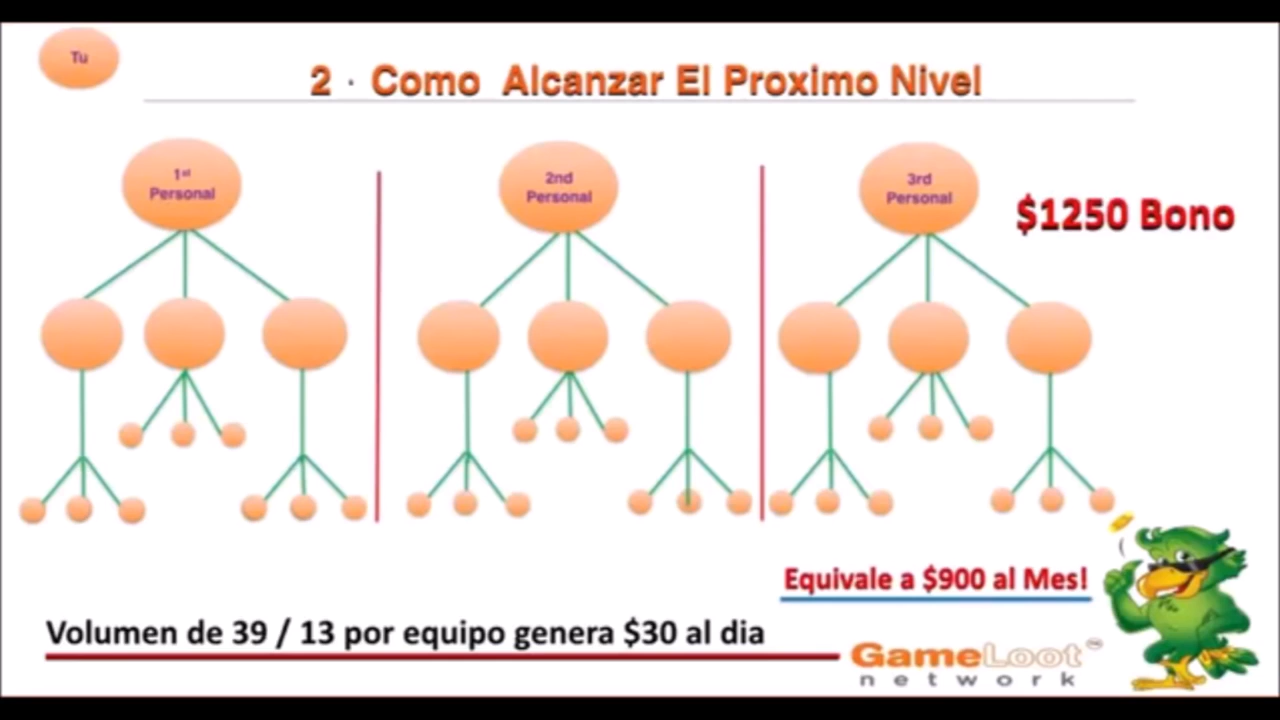 Tu
2 · Como Alcanzar El Proximo Nivel
1st
Personal
2nd
Personal
3rd
Personal
$1250 Bono
Equivale a $900 al Mes!
Volumen de 39 / 13 por equipo genera $30 al dia
GameLoot
network